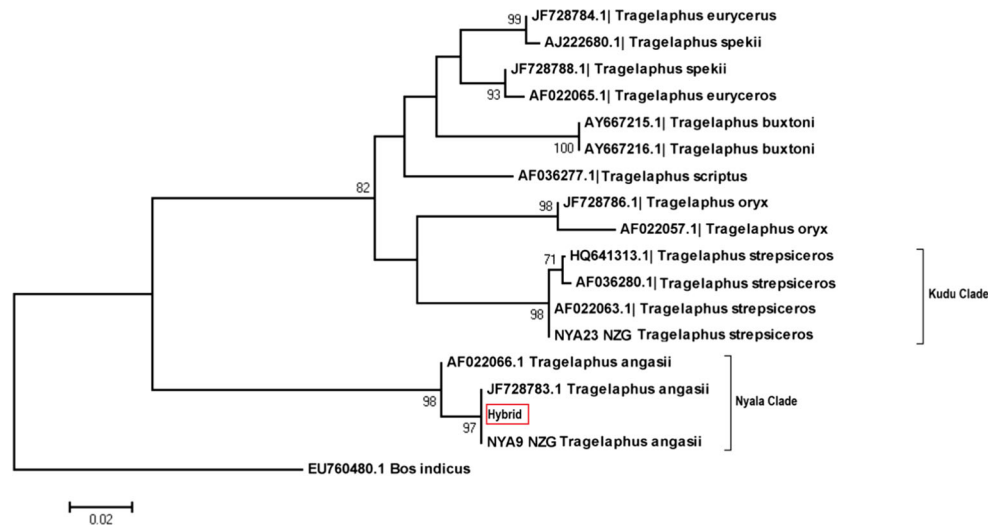 99
JF728784.1| Tragelaphus eurycerus
AJ222680.1| Tragelaphus spekii
JF728788.1| Tragelaphus spekii
93
AF022065.1| Tragelaphus euryceros
AY667215.1| Tragelaphus buxtoni
100
AY667216.1| Tragelaphus buxtoni
82
AF036277.1| Tragelaphus scriptus
98
JF728786.1| Tragelaphus oryx
AF022057.1| Tragelaphus oryx
71
HQ641313.1| Tragelaphus strepsiceros
AF036280.1| Tragelaphus strepsiceros
Kudu Clade
98
AF022063.1| Tragelaphus strepsiceros
NYA23 NZG Tragelaphus strepsiceros
AF022066.1 Tragelaphus angasii
98
JF728783.1 Tragelaphus angasii
Nyala Clade
Hybrid
97
NYA9 NZG Tragelaphus angasii
EU760480.1 Bos indicus
0.02